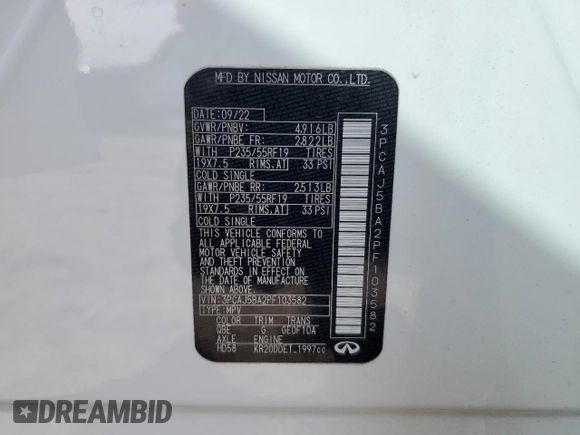 MFD BY NISSAN MOTOR CO.,LTD.
DATE:09/22
GVWR/PNBV: 4,916LB
GAWR/PNBE FR: 2,822LB
WITH P235/55RF19 TIRES
19X7.5 RIMS,AT 33 PSI
COLD SINGLE
GAWR/PNBE RR: 2,513LB
WITH P235/55RF19 TIRES
19X7.5 RIMS,AT 33 PSI
COLD SINGLE
THIS VEHICLE CONFORMS TO
ALL APPLICABLE FEDERAL
MOTOR VEHICLE SAFETY
AND THEFT PREVENTION
STANDARDS IN EFFECT ON
THE DATE OF MANUFACTURE
SHOWN ABOVE.
VIN:3PCAJ5BA2PF103582
TYPE:MPV
COLOR TRIM TRANS
QBE G GE0F10A
AXLE ENGINE
HD58 KR20DDET 1997cc
3PCAJ5BA2PF103582
DREAMBID